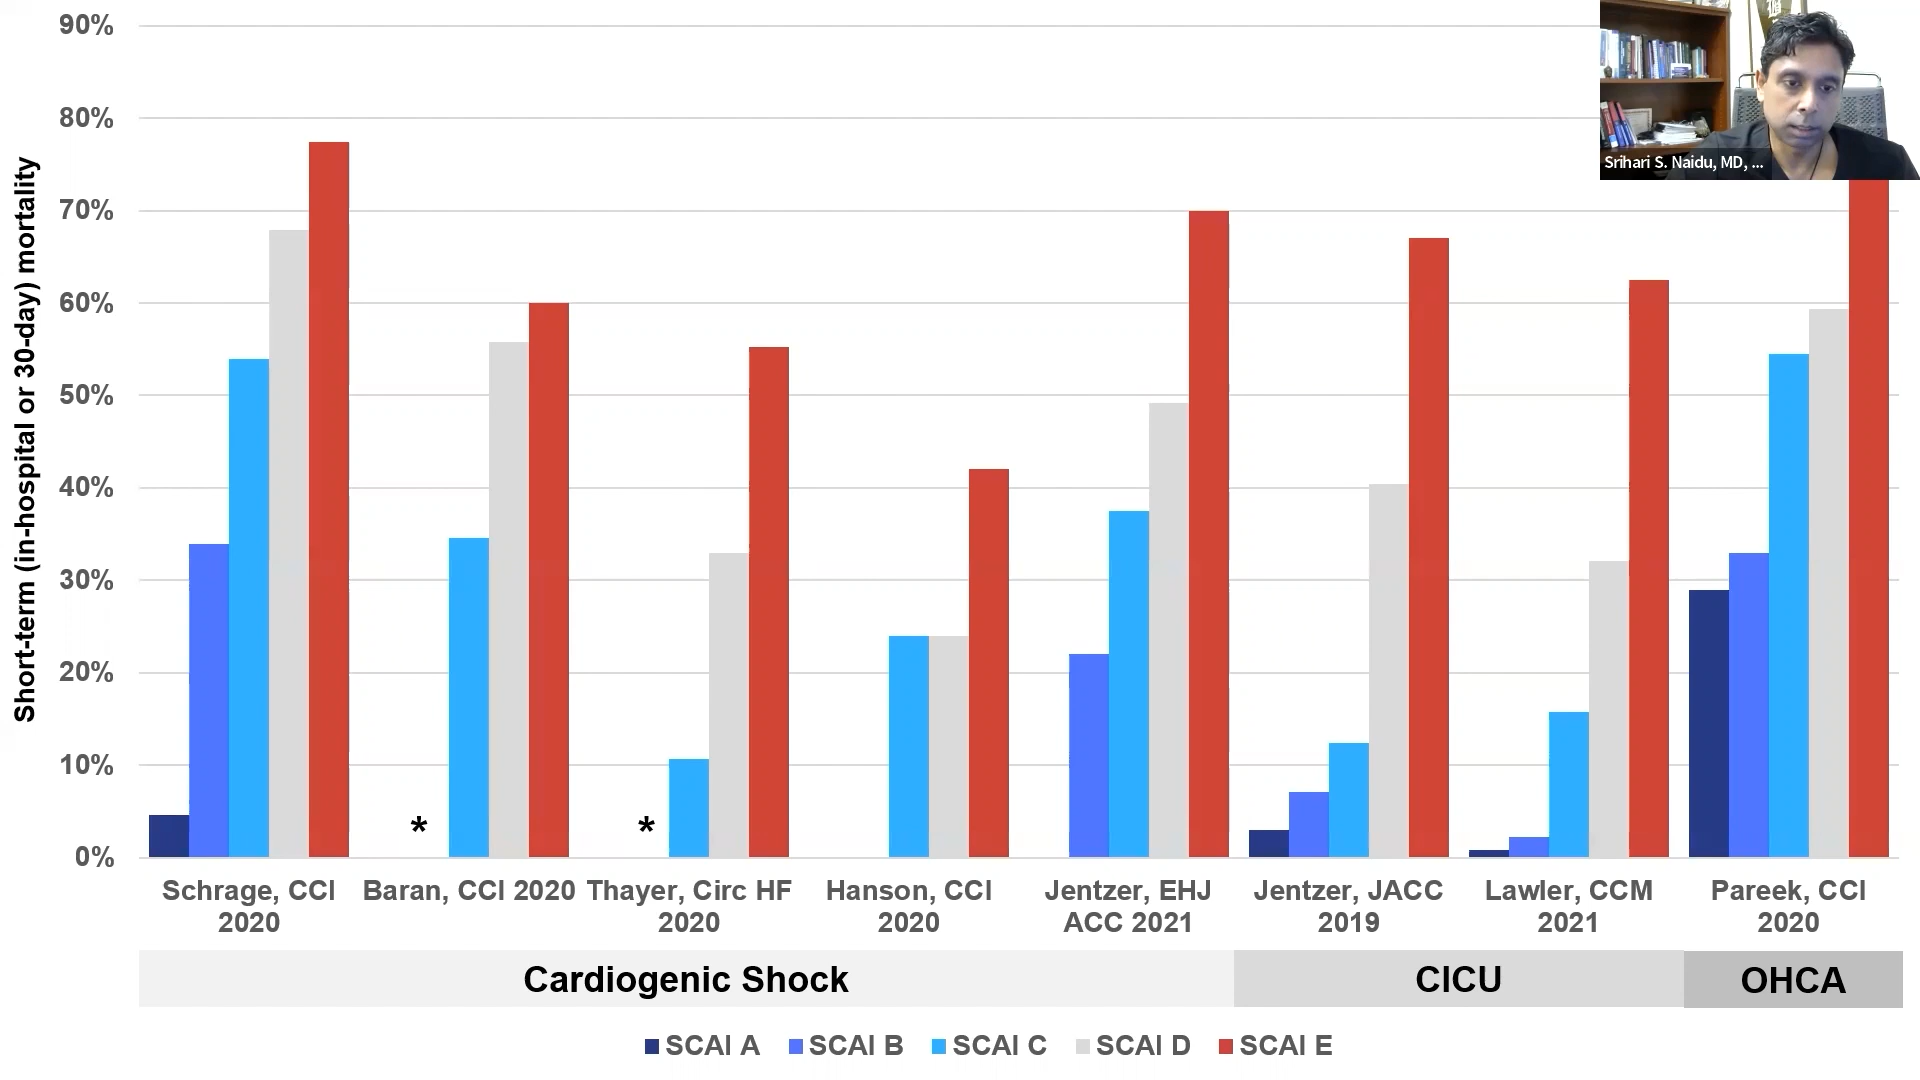 90%
80%
70%
60%
50%
40%
30%
20%
10%
0%
Short-term (in-hospital or 30-day) mortality
Srihari S. Naidu, MD, ...
*
*
Schrage, CCI
2020
Baran, CCI 2020
Thayer, Circ HF
2020
Hanson, CCI
2020
Jentzer, EHJ
ACC 2021
Jentzer, JACC
2019
Lawler, CCM
2021
Pareek, CCI
2020
Cardiogenic Shock
CICU
OHCA
SCAI A
SCAI B
SCAI C
SCAI D
SCAI E